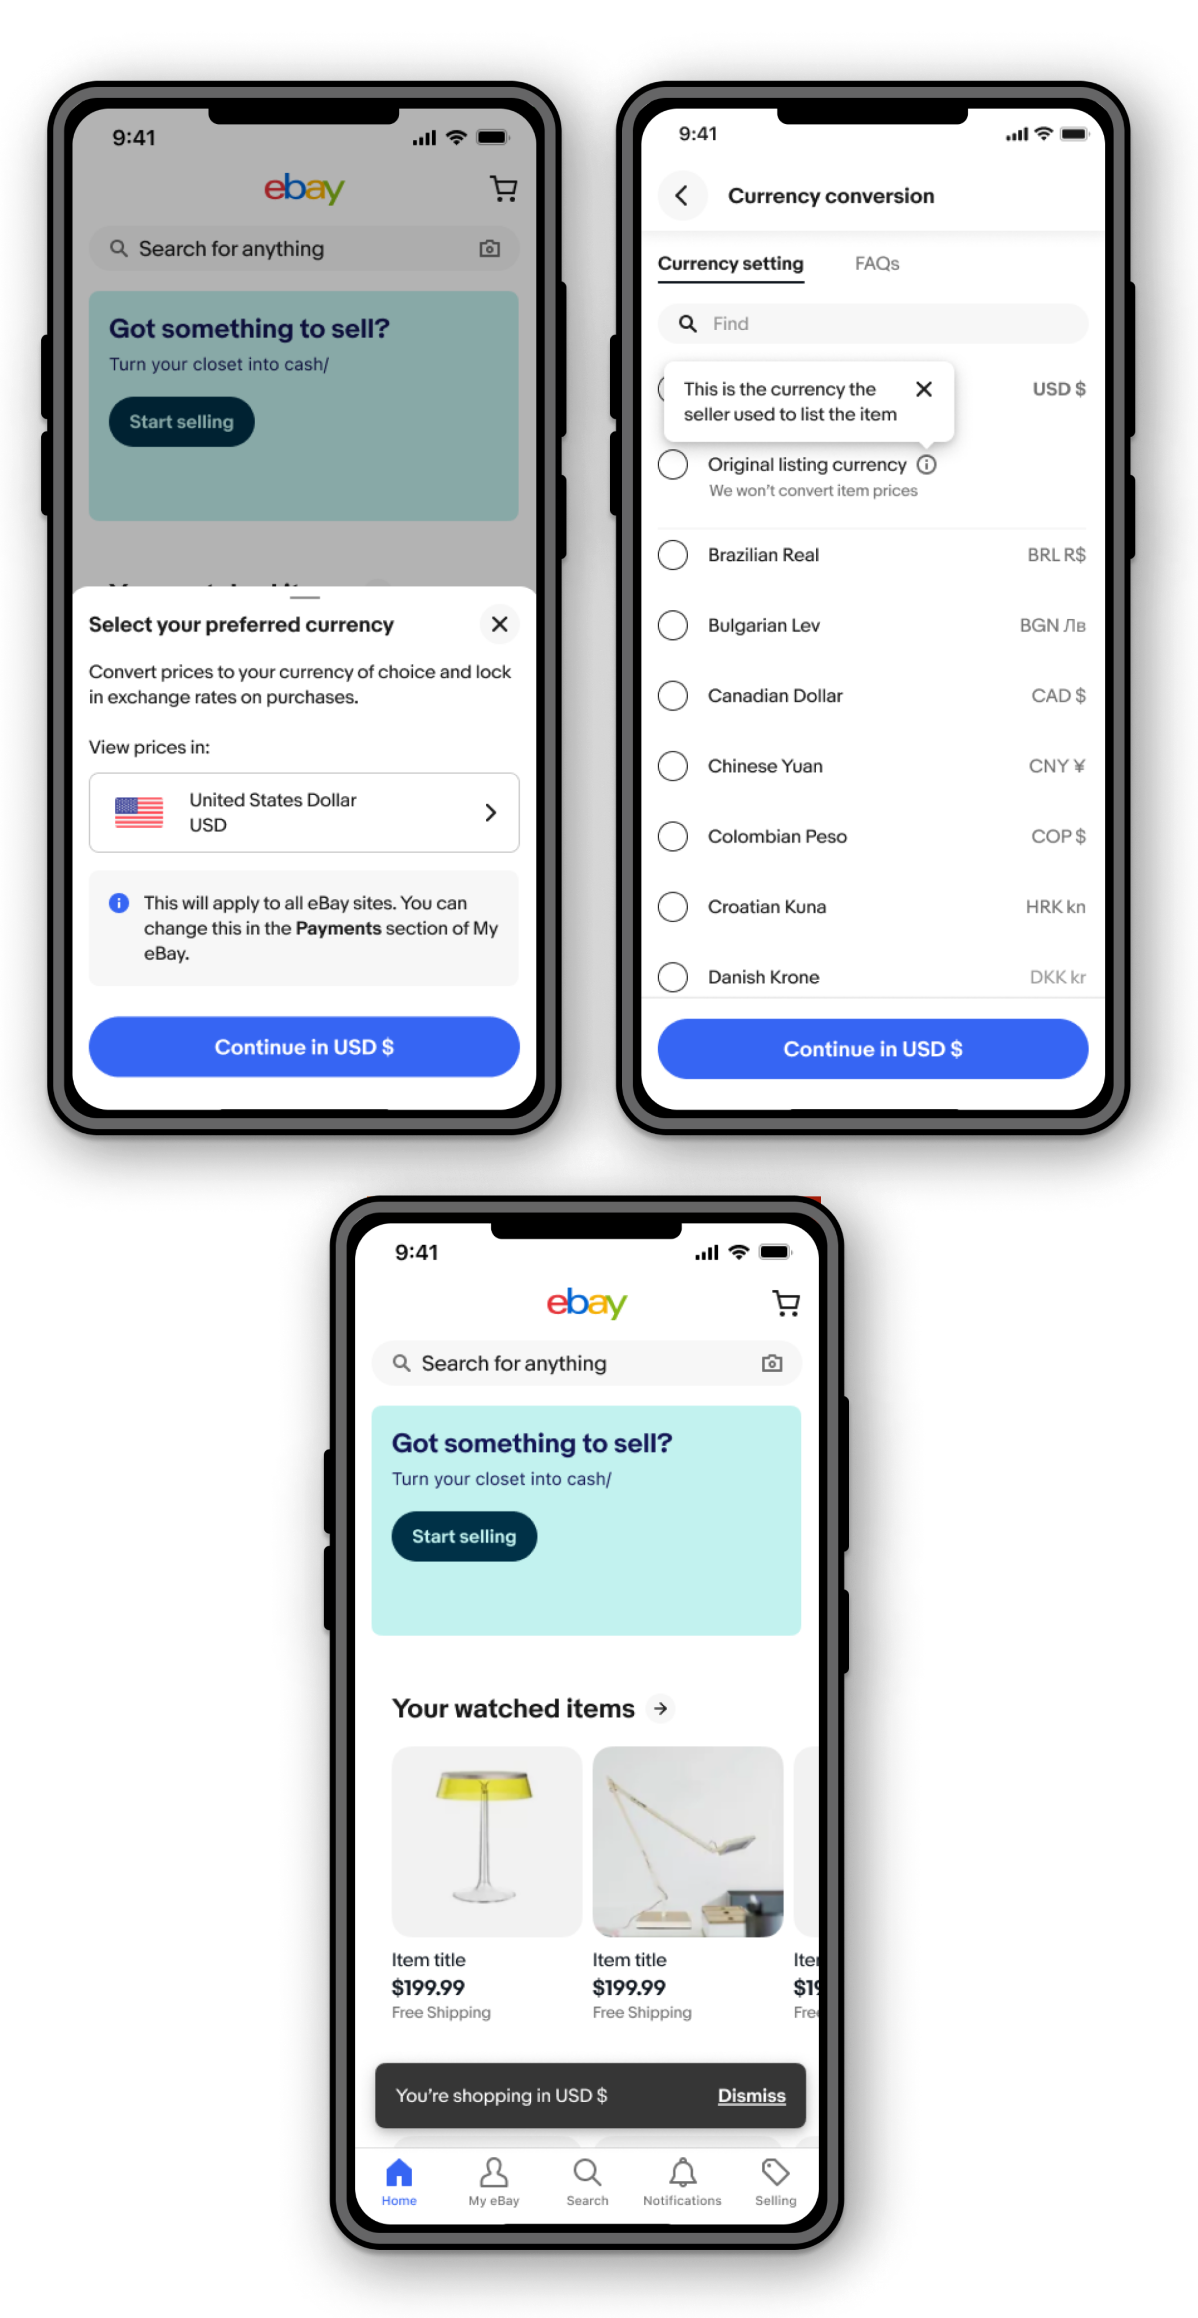 9:41
ebay
Search for anything
Got something to sell?
Turn your closet into cash/
Start selling
Select your preferred currency
Convert prices to your currency of choice and lock
in exchange rates on purchases.
View prices in:
United States Dollar
USD
This will apply to all eBay sites. You can
change this in the Payments section of My
eBay.
Continue in USD $
9:41
Currency conversion
Currency setting FAQs
Find
This is the currency the
seller used to list the item
USD $
Original listing currency
We won't convert item prices
Brazilian Real BRL R$
Bulgarian Lev BGN Лв
Canadian Dollar CAD $
Chinese Yuan CNY ¥
Colombian Peso COP $
Croatian Kuna HRK kn
Danish Krone DKK kr
Continue in USD $
9:41
ebay
Search for anything
Got something to sell?
Turn your closet into cash/
Start selling
Your watched items
Item title Item title
$199.99 $199.99
Free Shipping Free Shipping
You're shopping in USD $ Dismiss
Home My eBay Search Notifications Selling